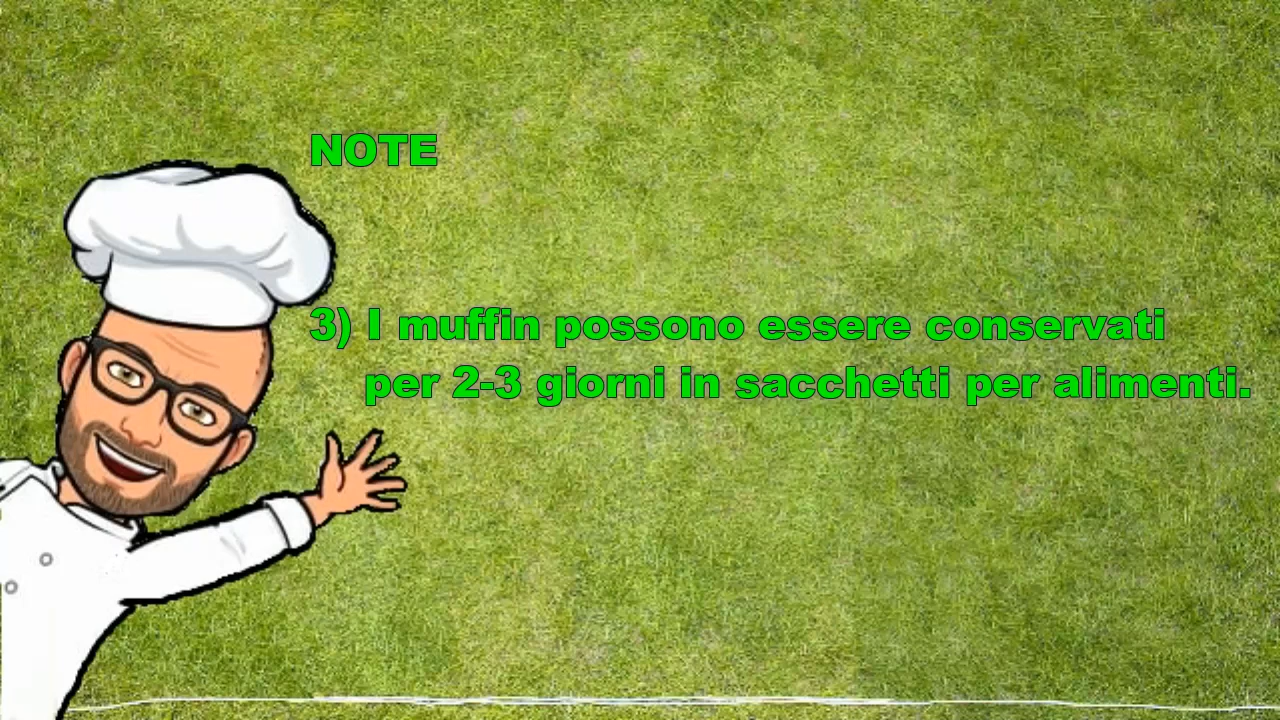 NOTE
3) I muffin possono essere conservati
per 2-3 giorni in sacchetti per alimenti.